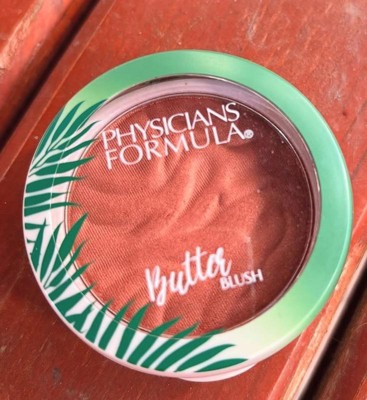 PHYSICIANS
FORMULA®
Butter
BLUSH